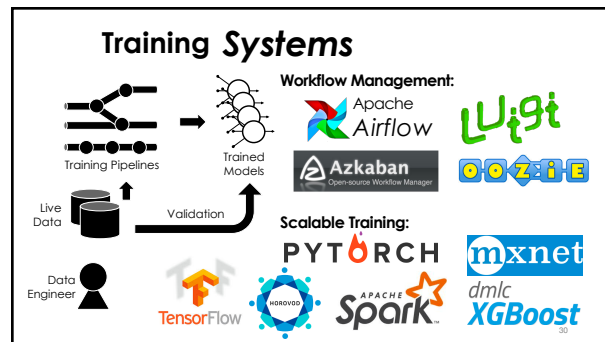 Training Systems
Workflow Management:
Apache
Airflow
Luigi
Azkaban
Open-source Workflow Manager
OOZiE
Training Pipelines
Trained
Models
Live
Data
Validation
Scalable Training:
PYTORCH
mxnet
Data
Engineer
TensorFlow
HOROVOD
APACHE
Spark™
dmlc
XGBoost
30